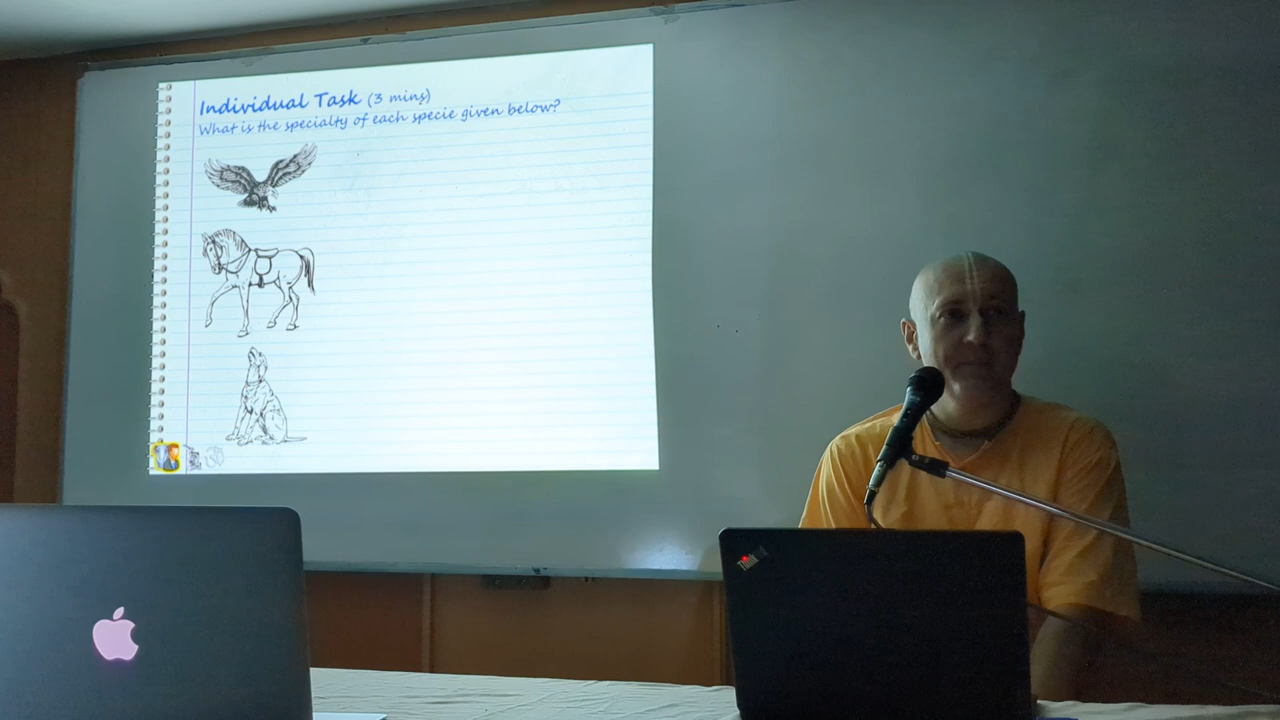 Individual Task (3 mins)
What is the specialty of each specie given below?